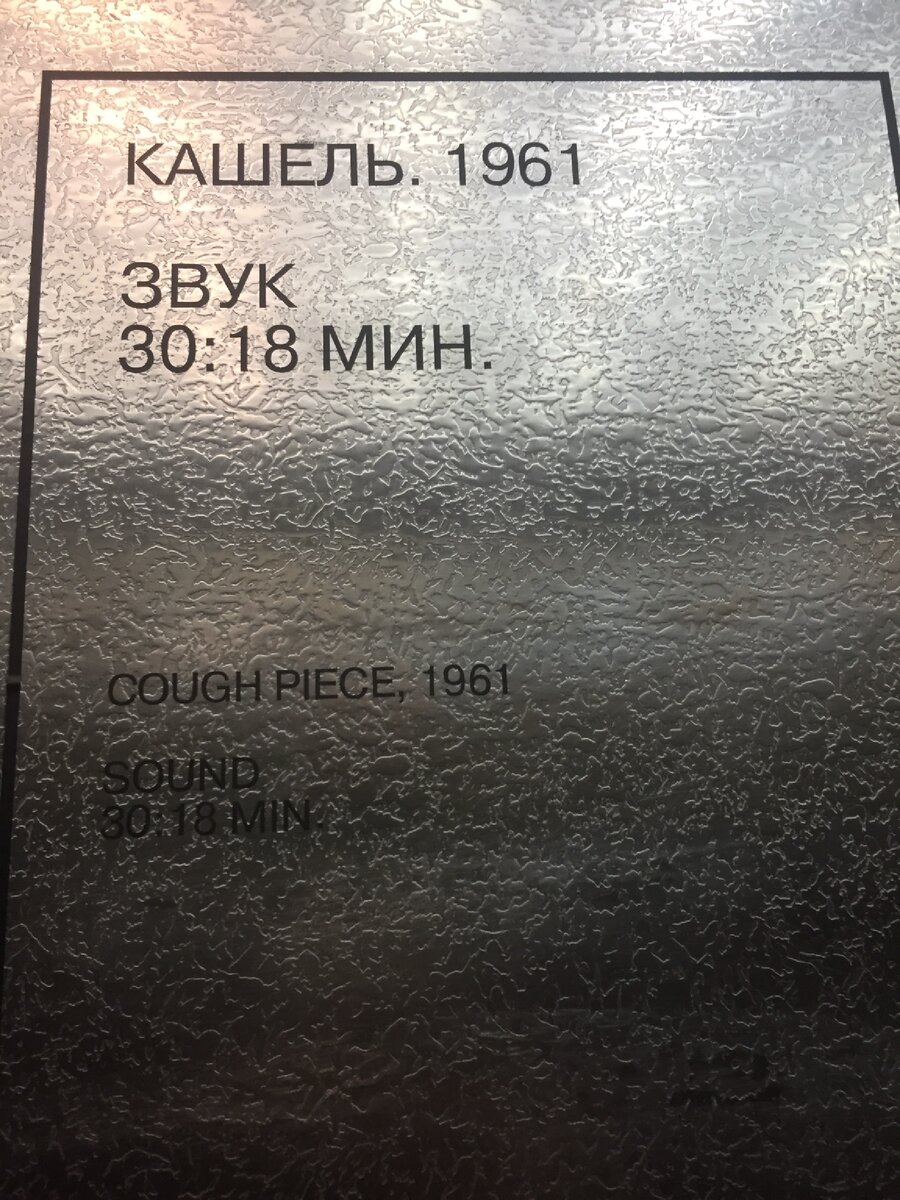 КАШЕЛЬ. 1961
ЗВУК
30:18 МИН.
COUGH PIECE, 1961
SOUND
30:18 MIN.